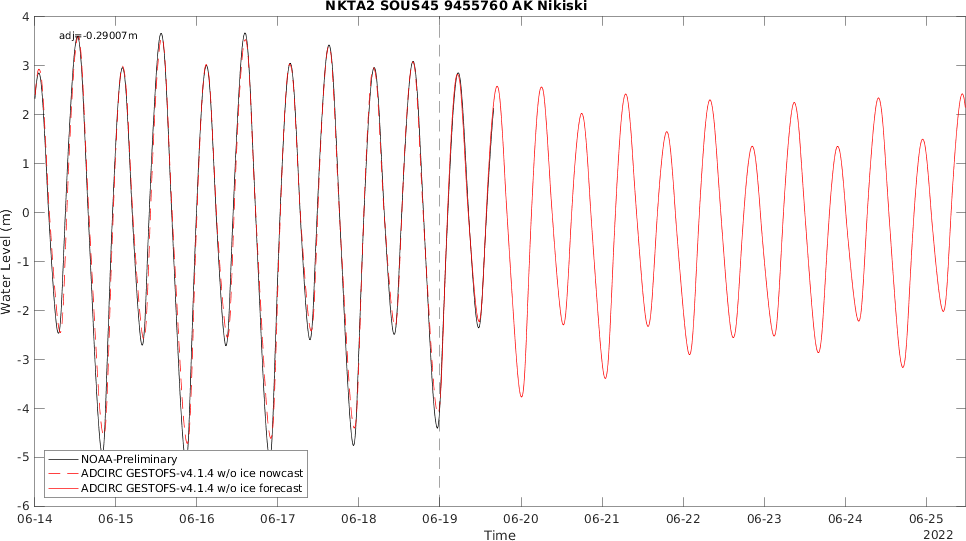 NKTA2 SOUS45 9455760 AK Nikiski
adj=-0.29007m
Water Level (m)
4
3
2
1
0
-1
-2
-3
-4
-5
-6
NOAA-Preliminary
ADCIRC GESTOFS-v4.1.4 w/o ice nowcast
ADCIRC GESTOFS-v4.1.4 w/o ice forecast
06-14 06-15 06-16 06-17 06-18 06-19 06-20 06-21 06-22 06-23 06-24 06-25
Time
2022